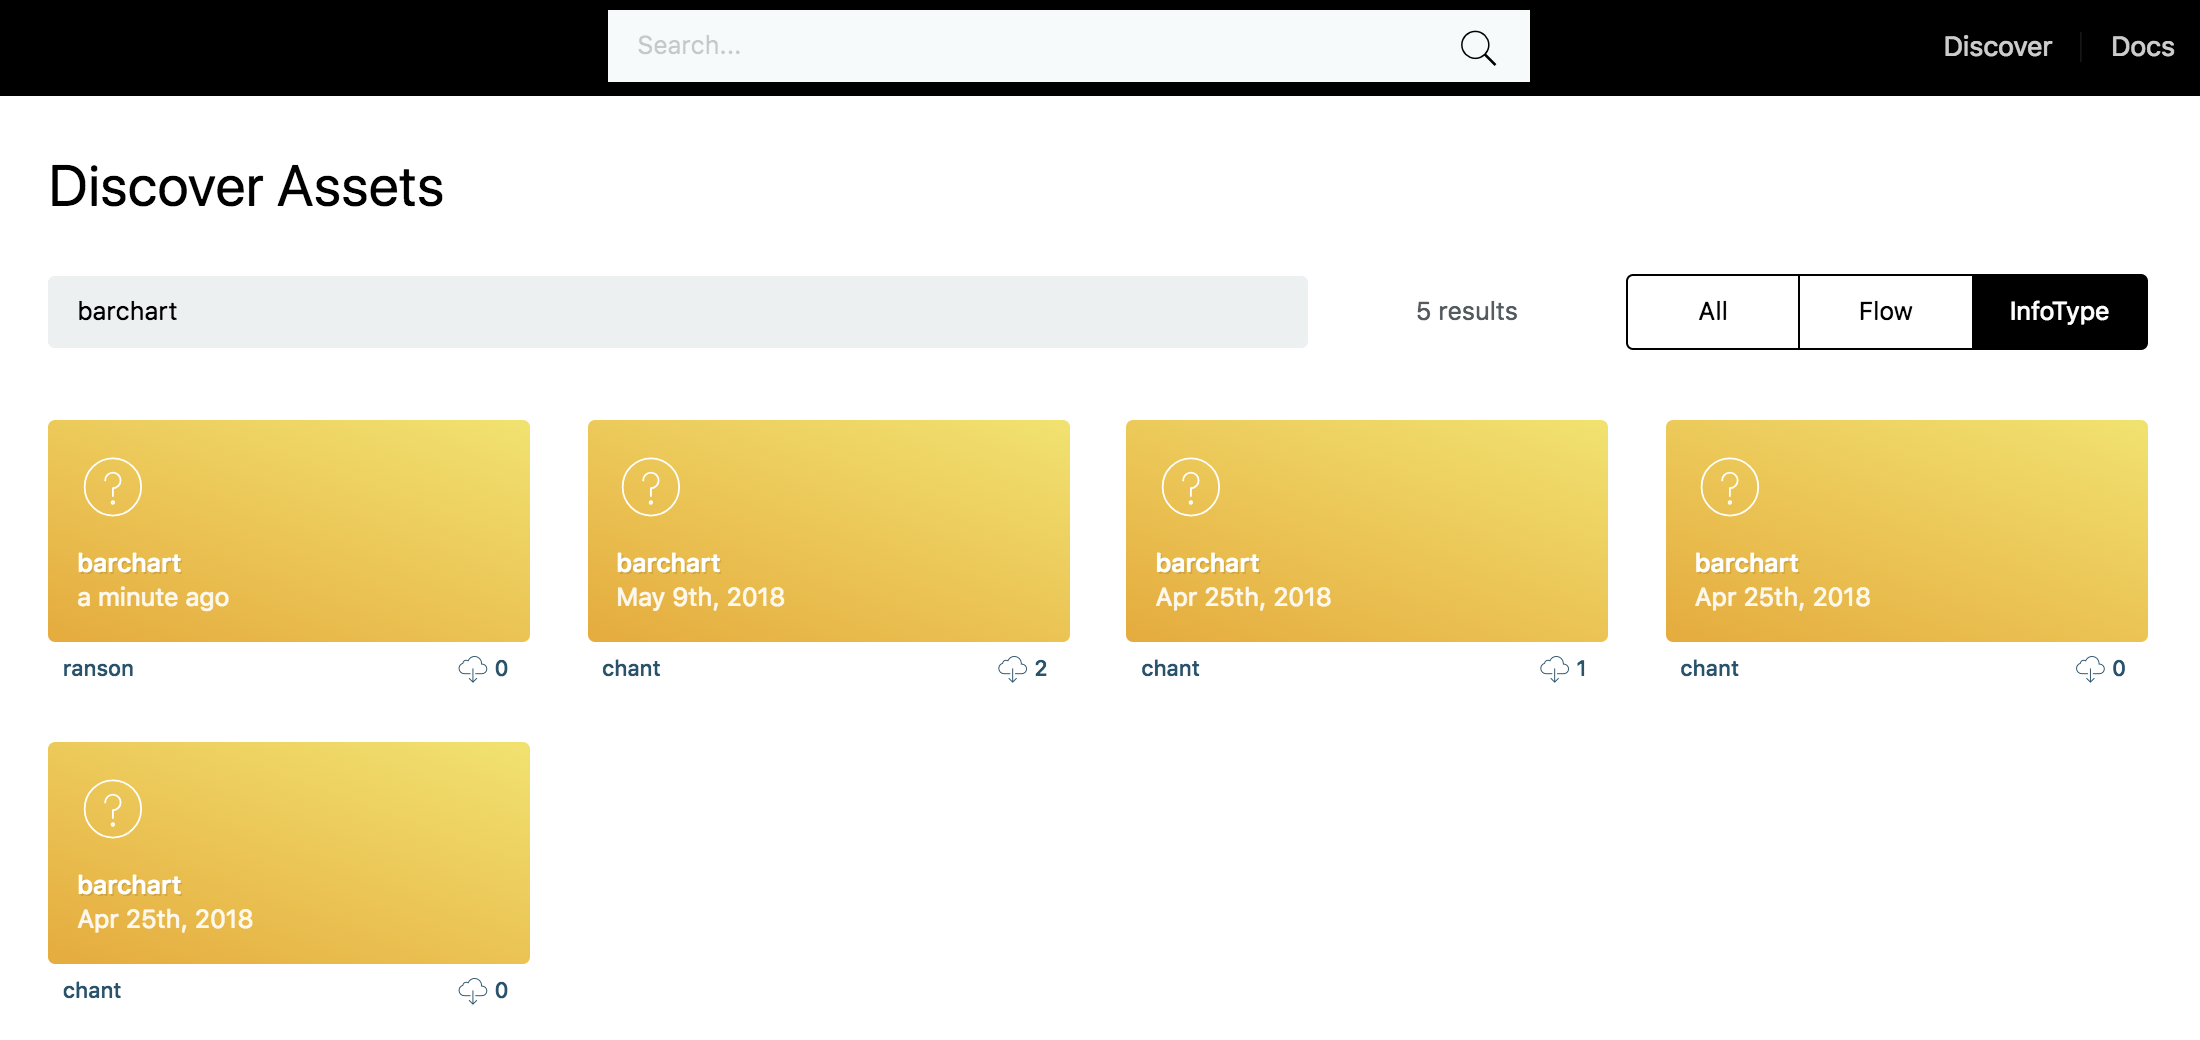 Search...
Discover
Docs
Discover Assets
barchart
5 results
All
Flow
InfoType
?
barchart
a minute ago
ranson
0
?
barchart
May 9th, 2018
chant
2
?
barchart
Apr 25th, 2018
chant
1
?
barchart
Apr 25th, 2018
chant
0
?
barchart
Apr 25th, 2018
chant
0